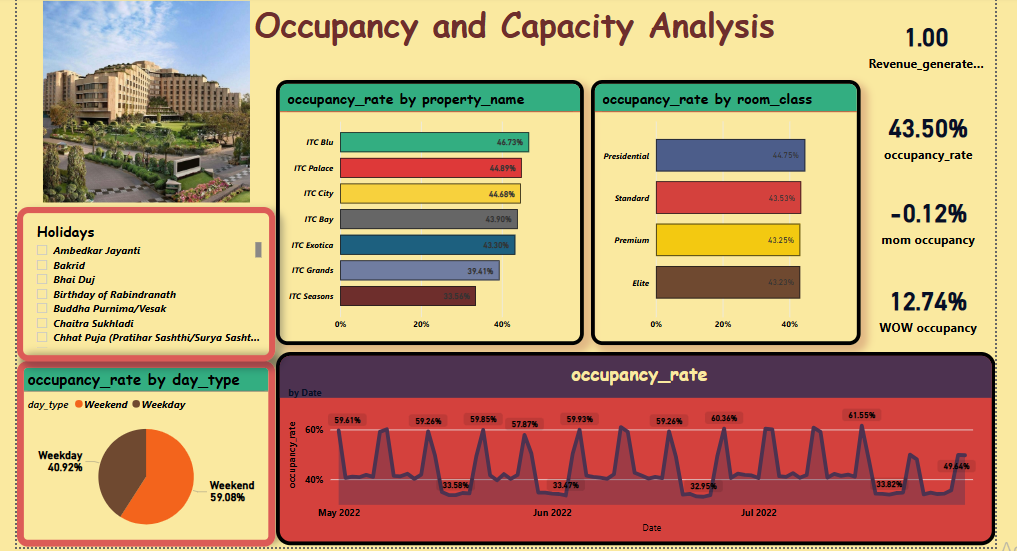 Occupancy and Capacity Analysis
1.00
Revenue_generate...
43.50%
occupancy_rate
-0.12%
mom occupancy
12.74%
WOW occupancy
occupancy_rate by property_name
ITC Blu
46.73%
ITC Palace
44.89%
ITC City
44.68%
ITC Bay
43.90%
ITC Exotica
43.30%
ITC Grands
39.41%
ITC Seasons
0%
20%
40%
occupancy_rate by room_class
Presidential
44.75%
Standard
43.53%
Premium
43.25%
Elite
43.23%
0%
20%
40%
Holidays
Ambedkar Jayanti
Bakrid
Bhai Duj
Birthday of Rabindranath
Buddha Purnima/Vesak
Chaitra Sukhladi
Chhat Puja (Pratihar Sashthi/Surya Sasht...
occupancy_rate by day_type
day_type Weekend Weekday
Weekday
40.92%
Weekend
59.08%
occupancy_rate
by Date
occupancy_rate
60%
40%
59.61%
59.26%
33.58%
59.85%
57.87%
33.47%
59.93%
59.26%
32.95%
60.36%
61.55%
33.82%
49.64%
May 2022
Jun 2022
Jul 2022
Date